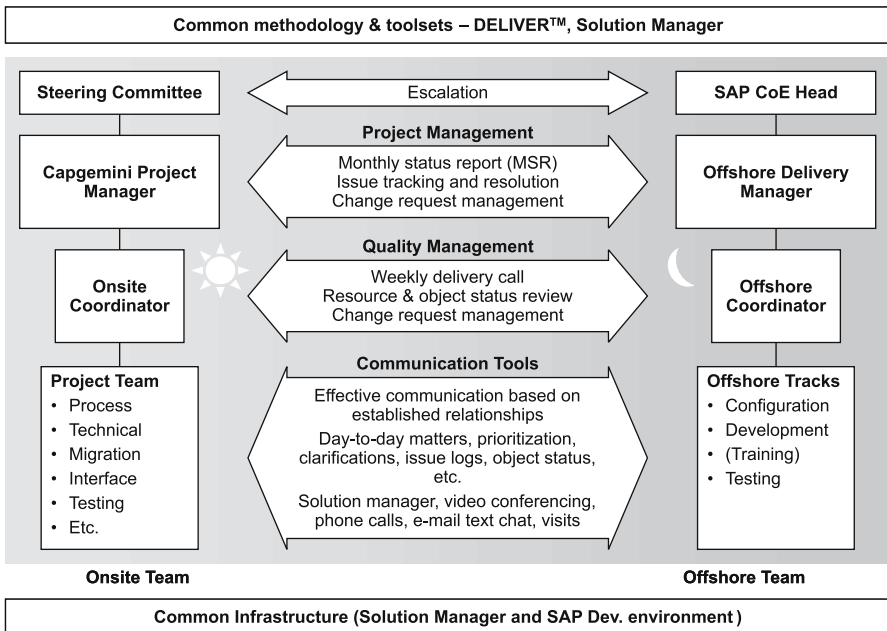 Common methodology & toolsets – DELIVER™, Solution Manager
Steering Committee
Escalation
SAP CoE Head
Project Management
Capgemini Project
Manager
Monthly status report (MSR)
Issue tracking and resolution
Change request management
Offshore Delivery
Manager
Quality Management
Onsite
Coordinator
Weekly delivery call
Resource & object status review
Change request management
Offshore
Coordinator
Communication Tools
Project Team
• Process
• Technical
• Migration
• Interface
• Testing
• Etc.
Effective communication based on
established relationships
Day-to-day matters, prioritization,
clarifications, issue logs, object status,
etc.
Solution manager, video conferencing,
phone calls, e-mail text chat, visits
Offshore Tracks
• Configuration
• Development
• (Training)
• Testing
Onsite Team
Offshore Team
Common Infrastructure (Solution Manager and SAP Dev. environment)